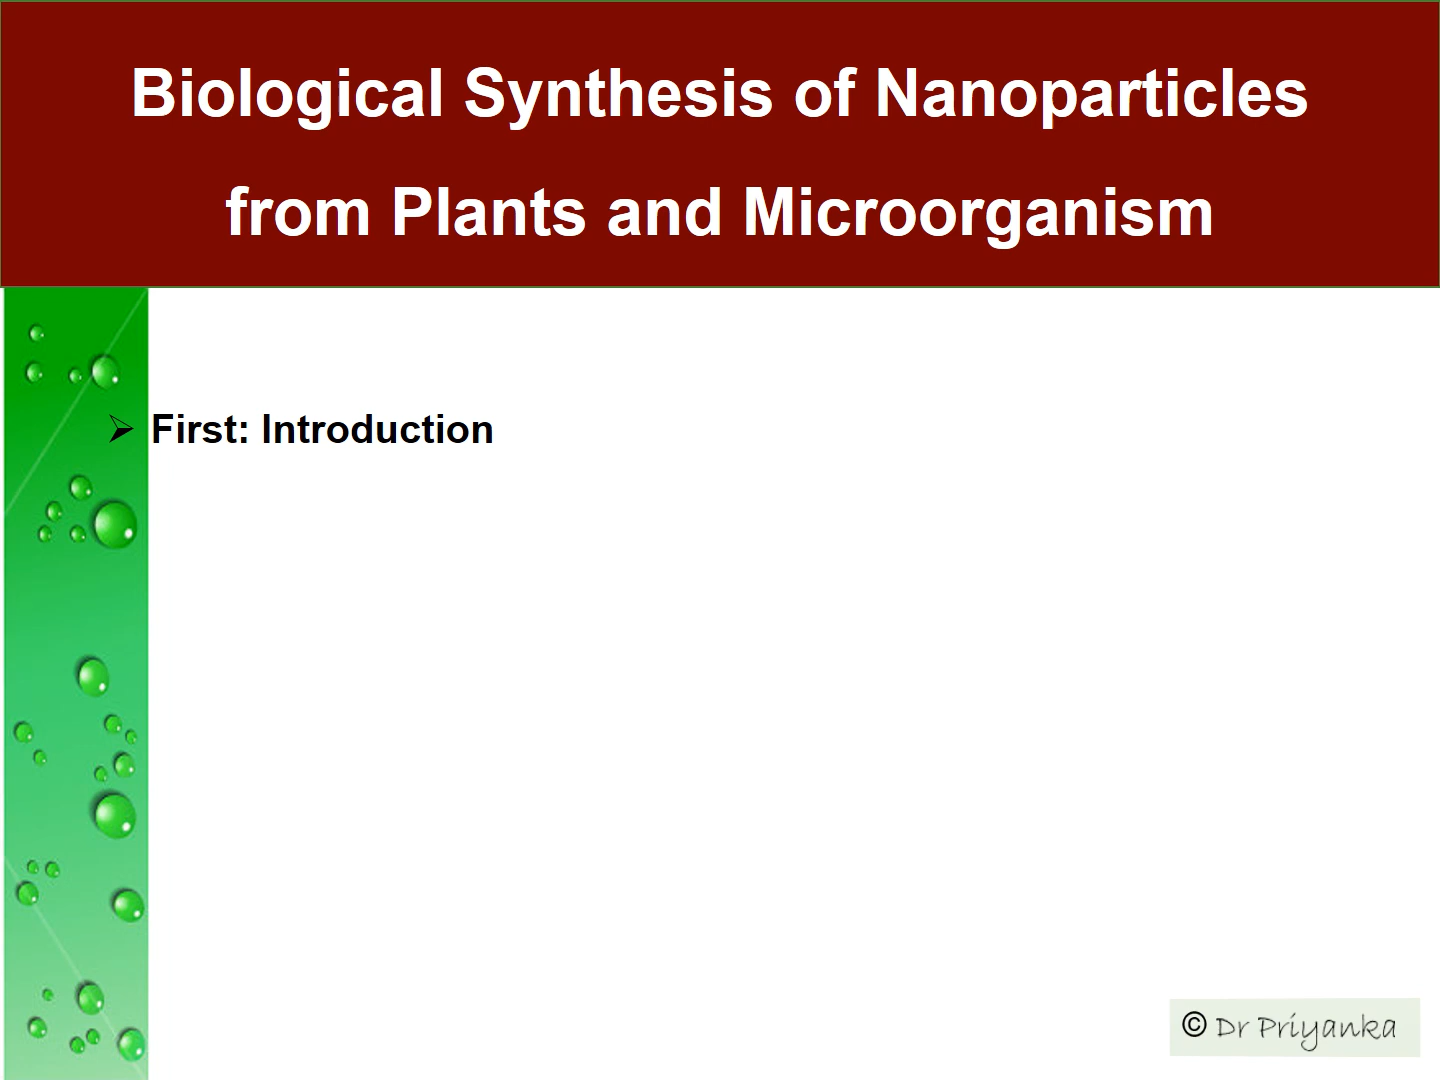 Biological Synthesis of Nanoparticles
from Plants and Microorganism
➢ First: Introduction
© Dr Priyanka